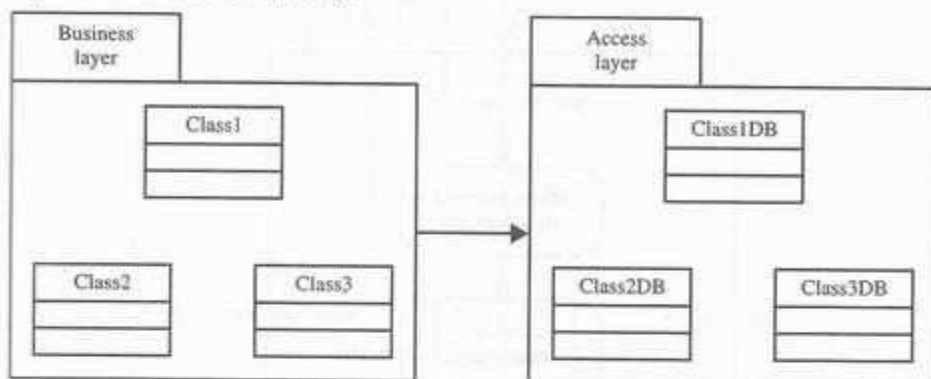 Business
layer
Access
layer
Class1
Class1DB
Class2
Class3
Class2DB
Class3DB